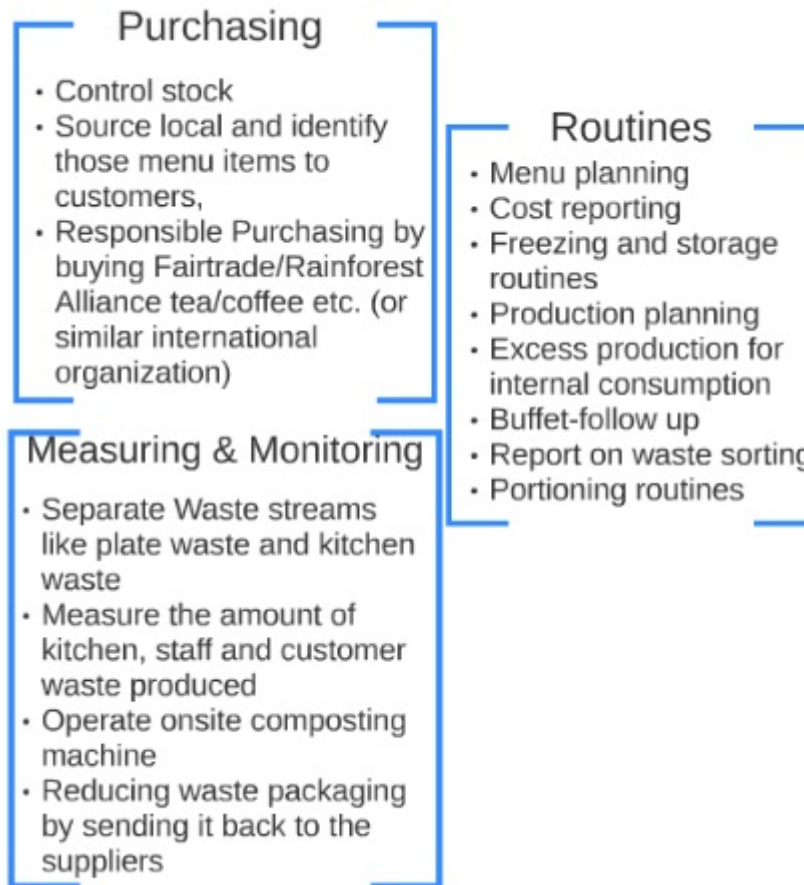 Purchasing
• Control stock
• Source local and identify
those menu items to
customers,
• Responsible Purchasing by
buying Fairtrade/Rainforest
Alliance tea/coffee etc. (or
similar international
organization)
Measuring & Monitoring
• Separate Waste streams
like plate waste and kitchen
waste
• Measure the amount of
kitchen, staff and customer
waste produced
• Operate onsite composting
machine
• Reducing waste packaging
by sending it back to the
suppliers
Routines
• Menu planning
• Cost reporting
• Freezing and storage
routines
• Production planning
• Excess production for
internal consumption
• Buffet-follow up
• Report on waste sorting
• Portioning routines